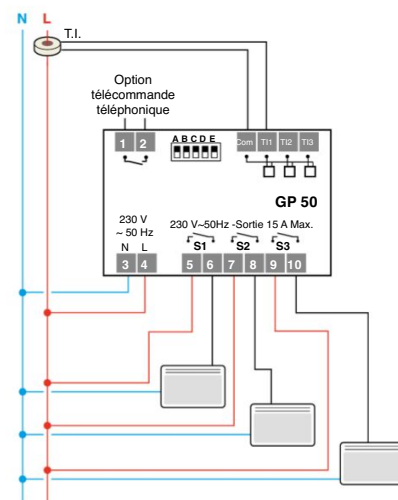 N L
T.I.
Option
télécommande
téléphonique
1 2
A B C D E
Com TI1 TI2 TI3
GP 50
230 V
~ 50 Hz
N L
230 V~50Hz -Sortie 15 A Max.
S1 S2 S3
3 4 5 6 7 8 9 10